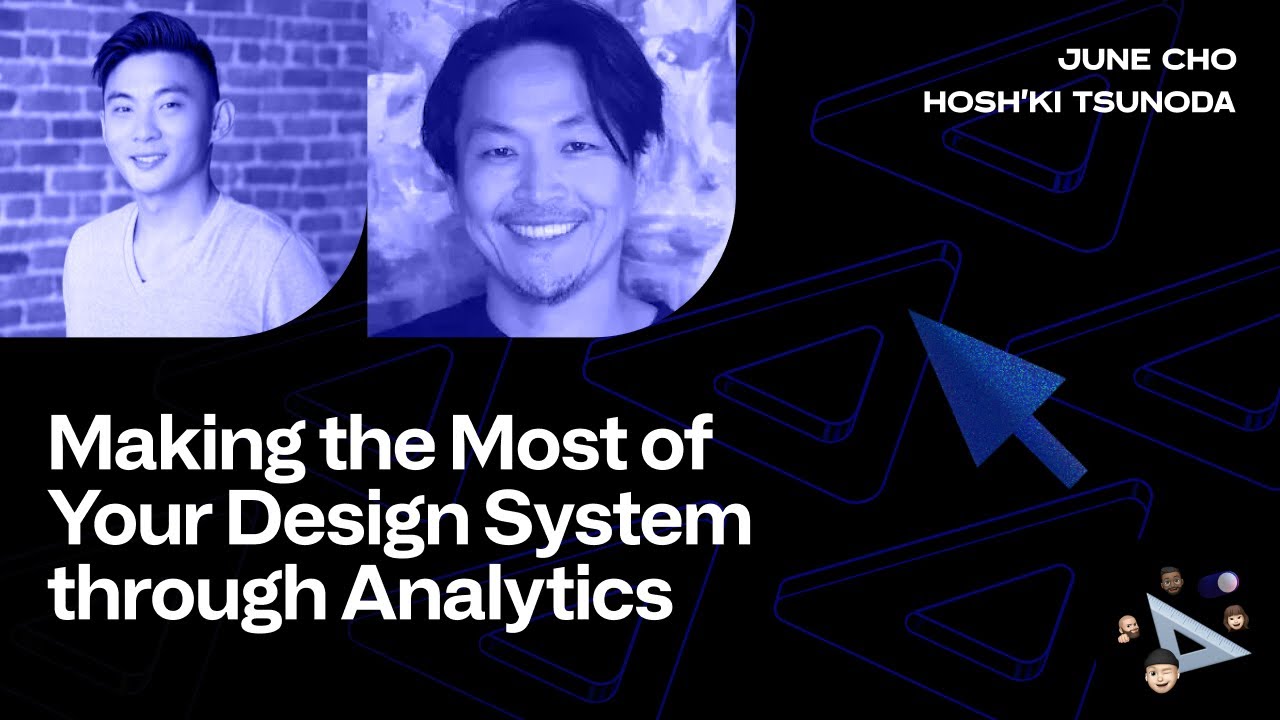 JUNE CHO
HOSH'KI TSUNODA
Making the Most of
Your Design System
through Analytics